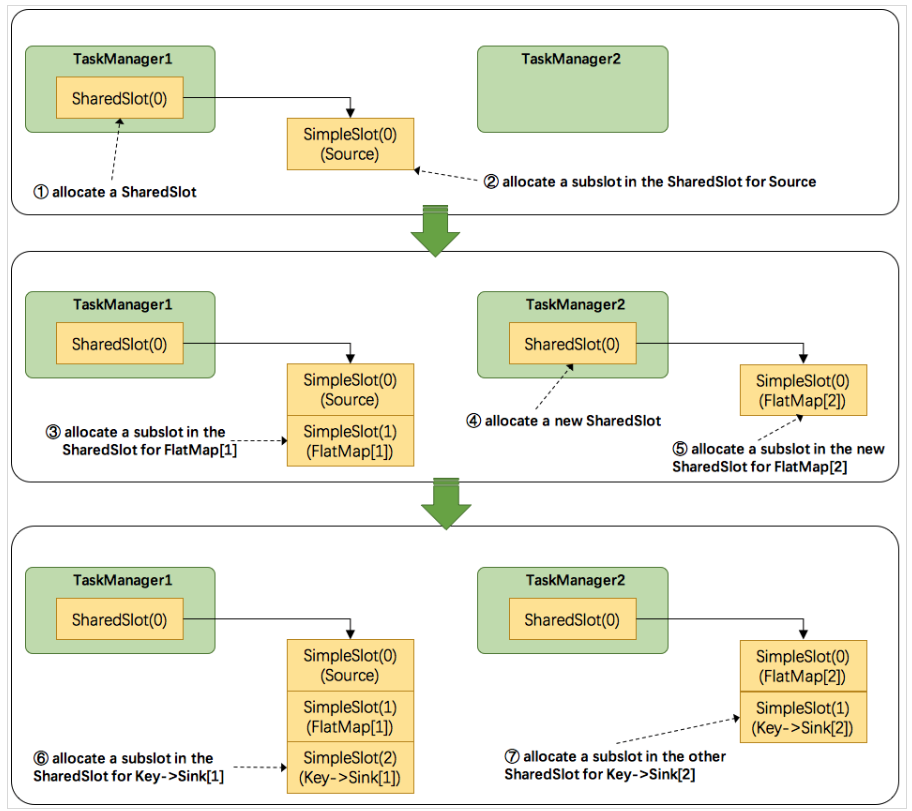 TaskManager1
SharedSlot(0)
SimpleSlot(0)
(Source)
① allocate a SharedSlot
TaskManager2
② allocate a subslot in the SharedSlot for Source
TaskManager1
SharedSlot(0)
SimpleSlot(0)
(Source)
SimpleSlot(1)
(FlatMap[1])
③ allocate a subslot in the
SharedSlot for FlatMap[1]
TaskManager2
SharedSlot(0)
SimpleSlot(0)
(FlatMap[2])
④ allocate a new SharedSlot
⑤ allocate a subslot in the new
SharedSlot for FlatMap[2]
TaskManager1
SharedSlot(0)
SimpleSlot(0)
(Source)
SimpleSlot(1)
(FlatMap[1])
SimpleSlot(2)
(Key->Sink[1])
⑥ allocate a subslot in the
SharedSlot for Key->Sink[1]
TaskManager2
SharedSlot(0)
SimpleSlot(0)
(FlatMap[2])
SimpleSlot(1)
(Key->Sink[2])
⑦ allocate a subslot in the other
SharedSlot for Key->Sink[2]